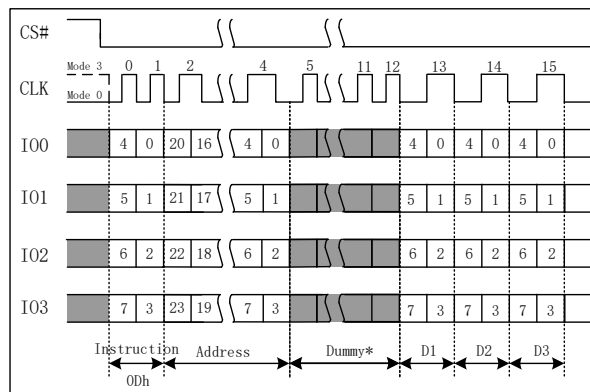 CS#
Mode 3 0 1 2 4 5 11 12 13 14 15
CLK
Mode 0
IO0 4 0 20 16 4 0 4 0 4 0 4 0
IO1 5 1 21 17 5 1 5 1 5 1 5 1
IO2 6 2 22 18 6 2 6 2 6 2 6 2
IO3 7 3 23 19 7 3 7 3 7 3 7 3
Instruction Address Dummy* D1 D2 D3
0Dh